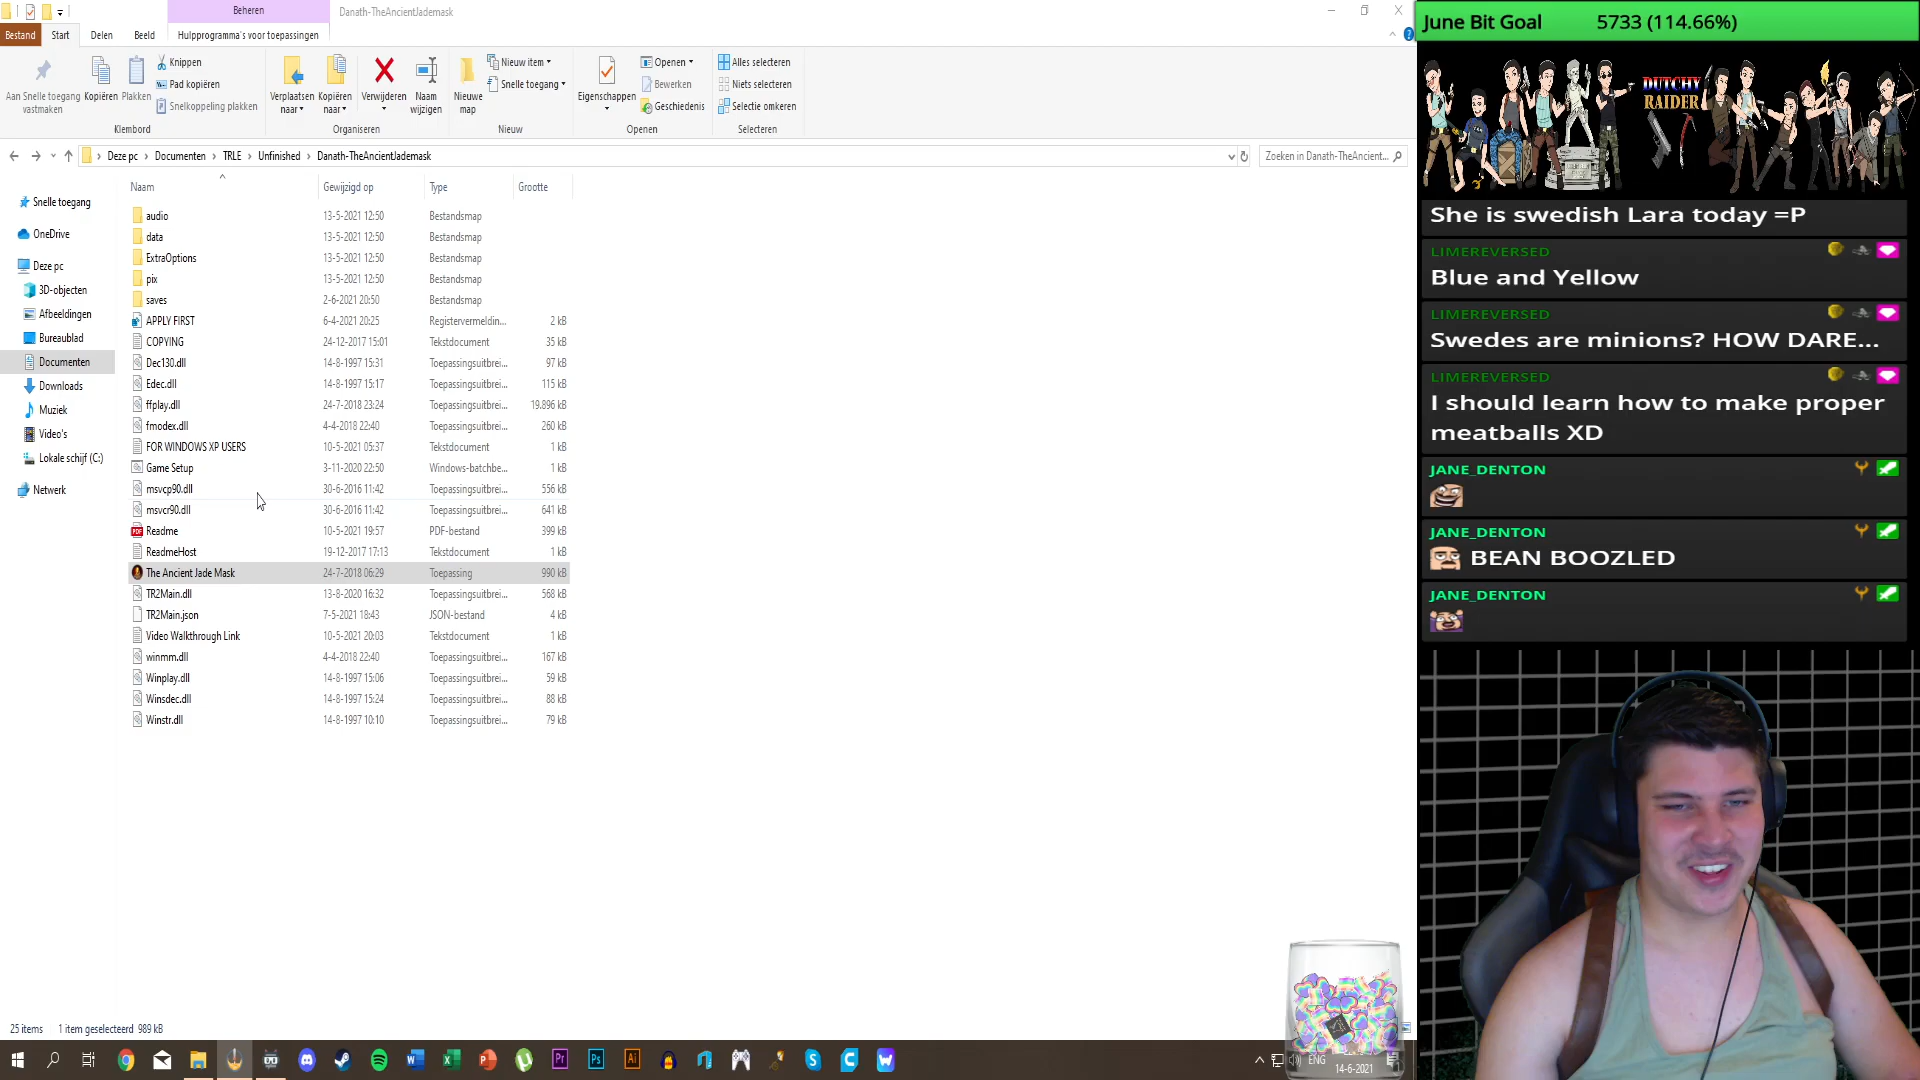 Beheren
Danath-TheAncientJademask
Bestand
Start
Delen
Beeld
Hulpprogramma's voor toepassingen
Aan Snelle toegang vastmaken
Kopiëren
Plakken
Knippen
Pad kopiëren
Snelkoppeling plakken
Klembord
Verplaatsen naar
Kopiëren naar
Verwijderen
Naam wijzigen
Organiseren
Nieuwe map
Nieuw item
Snelle toegang
Nieuw
Eigenschappen
Openen
Bewerken
Geschiedenis
Openen
Alles selecteren
Niets selecteren
Selectie omkeren
Selecteren
Deze pc > Documenten > TRLE > Unfinished > Danath-TheAncientJademask
Zoeken in Danath-TheAncient...
Snelle toegang
OneDrive
Deze pc
3D-objecten
Afbeeldingen
Bureaublad
Documenten
Downloads
Muziek
Video's
Lokale schijf (C:)
Netwerk
Naam Gewijzigd op Type Grootte
audio 13-5-2021 12:50 Bestandsmap
data 13-5-2021 12:50 Bestandsmap
ExtraOptions 13-5-2021 12:50 Bestandsmap
pix 13-5-2021 12:50 Bestandsmap
saves 2-6-2021 20:50 Bestandsmap
APPLY FIRST 6-4-2021 20:25 Registervermeldin... 2 kB
COPYING 24-12-2017 15:01 Tekstdocument 35 kB
Dec130.dll 14-8-1997 15:31 Toepassingsuitbrei... 97 kB
Edec.dll 14-8-1997 15:17 Toepassingsuitbrei... 115 kB
ffplay.dll 24-7-2018 23:24 Toepassingsuitbrei... 19.896 kB
fmodex.dll 4-4-2018 22:40 Toepassingsuitbrei... 260 kB
FOR WINDOWS XP USERS 10-5-2021 05:37 Tekstdocument 1 kB
Game Setup 3-11-2020 22:50 Windows-batchbe... 1 kB
msvcp90.dll 30-6-2016 11:42 Toepassingsuitbrei... 556 kB
msvcr90.dll 30-6-2016 11:42 Toepassingsuitbrei... 641 kB
Readme 10-5-2021 19:57 PDF-bestand 399 kB
ReadmeHost 19-12-2017 17:13 Tekstdocument 1 kB
The Ancient Jade Mask 24-7-2018 06:29 Toepassing 990 kB
TR2Main.dll 13-8-2020 16:32 Toepassingsuitbrei... 568 kB
TR2Main.json 7-5-2021 18:43 JSON-bestand 4 kB
Video Walkthrough Link 10-5-2021 20:03 Tekstdocument 1 kB
winmm.dll 4-4-2018 22:40 Toepassingsuitbrei... 167 kB
Winplay.dll 14-8-1997 15:06 Toepassingsuitbrei... 59 kB
Winsdec.dll 14-8-1997 15:24 Toepassingsuitbrei... 88 kB
Winstr.dll 14-8-1997 10:10 Toepassingsuitbrei... 79 kB
25 items 1 item geselecteerd 989 kB
ENG
14-6-2021
June Bit Goal 5733 (114.66%)
DUTCHY
RAIDER
She is swedish Lara today =P
LIMEREVERSED
Blue and Yellow
LIMEREVERSED
Swedes are minions? HOW DARE...
LIMEREVERSED
I should learn how to make proper
meatballs XD
JANE_DENTON
JANE_DENTON
BEAN BOOZLED
JANE_DENTON